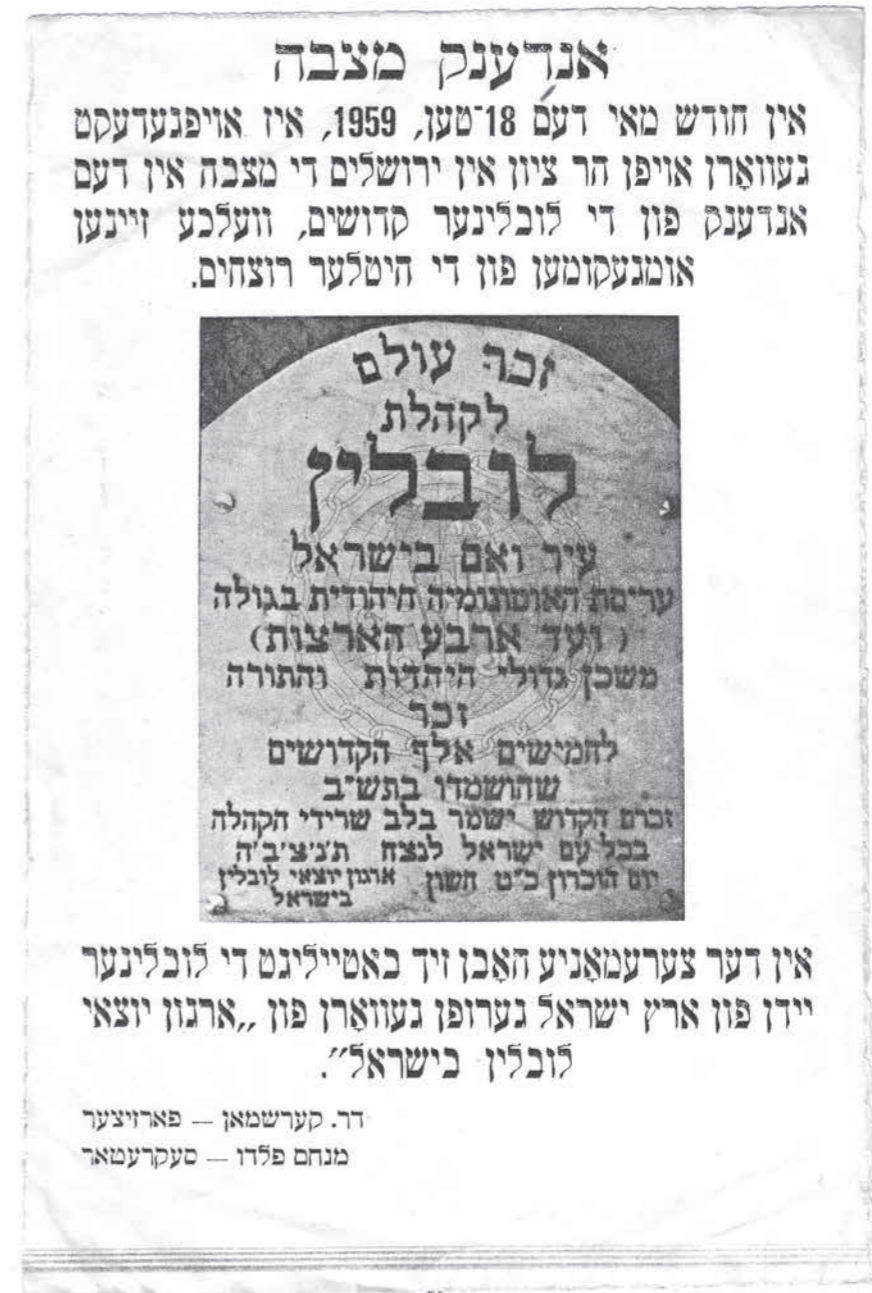 אנדענק מצבה
אין חודש מאי דעם 18־טען, 1959, איז אויפגעדעקט
געוואָרן אויפן הר ציון אין ירושלים די מצבה אין דעם
אנדענק פון די לובלינער קדושים, וועלכע זיינען
אומגעקומען פון די היטלער רוצחים.
זכר עולם
לקהלת
לובלין
עיר ואם בישראל
עריסת האוטונומיה היהודית בגולה
(ועד ארבע הארצות)
משכן גדולי היהדות והתורה
זכר
לחמישים אלף הקדושים
שהושמדו בתש״ב
זכרם הקדוש ישמר בלב שרידי הקהלה
בכל עם ישראל לנצח ת׳נ׳צ׳ב׳ה
יום הזכרון כ״ט חשון ארגון יוצאי לובלין
בישראל
אין דער צערעמאָניע האָבן זיך באטייליגט די לובלינער
יידן פון ארץ ישראל גערופן געוואָרן פון „ארגון יוצאי
לובלין בישראל״.
דר. קערשמאן — פארזיצער
מנחם פלדו — סעקרעטאר